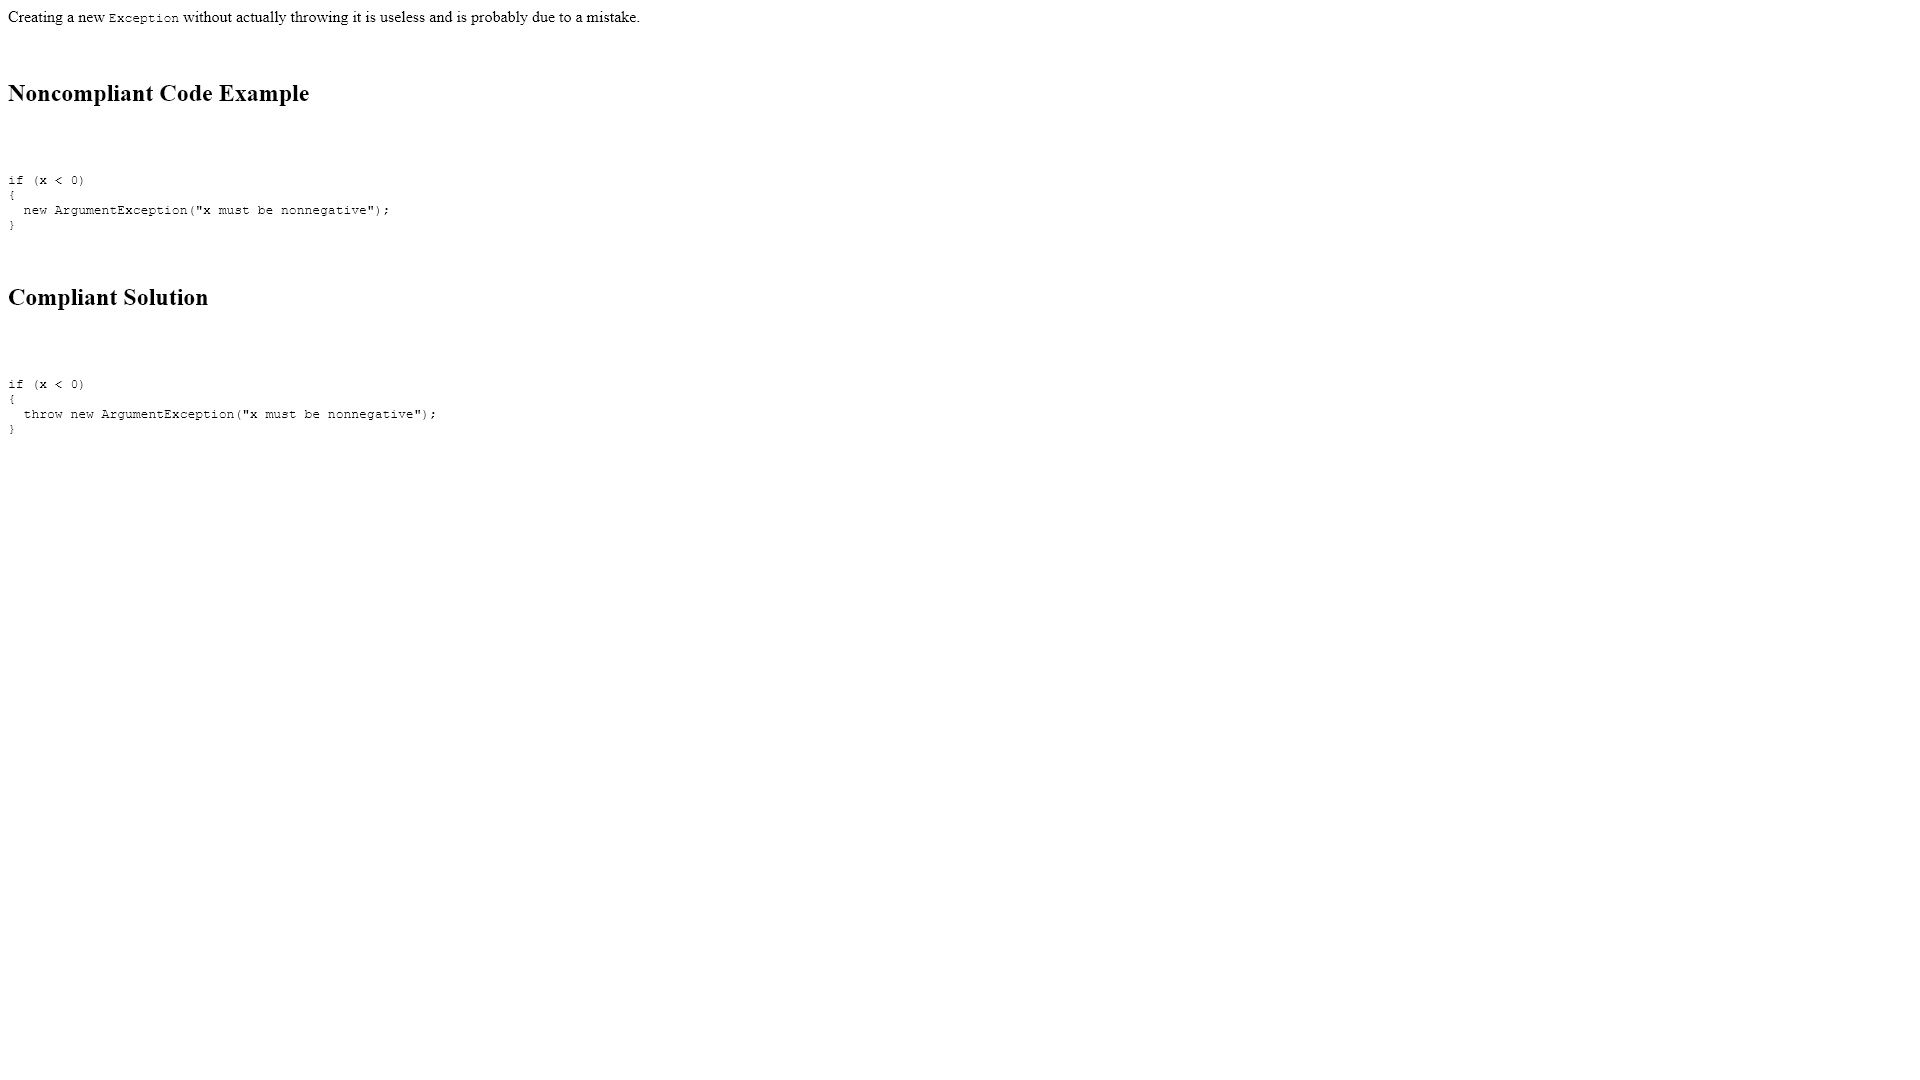 Creating a new Exception without actually throwing it is useless and is probably due to a mistake.
Noncompliant Code Example
if (x < 0)
{
  new ArgumentException("x must be nonnegative");
}
Compliant Solution
if (x < 0)
{
  throw new ArgumentException("x must be nonnegative");
}